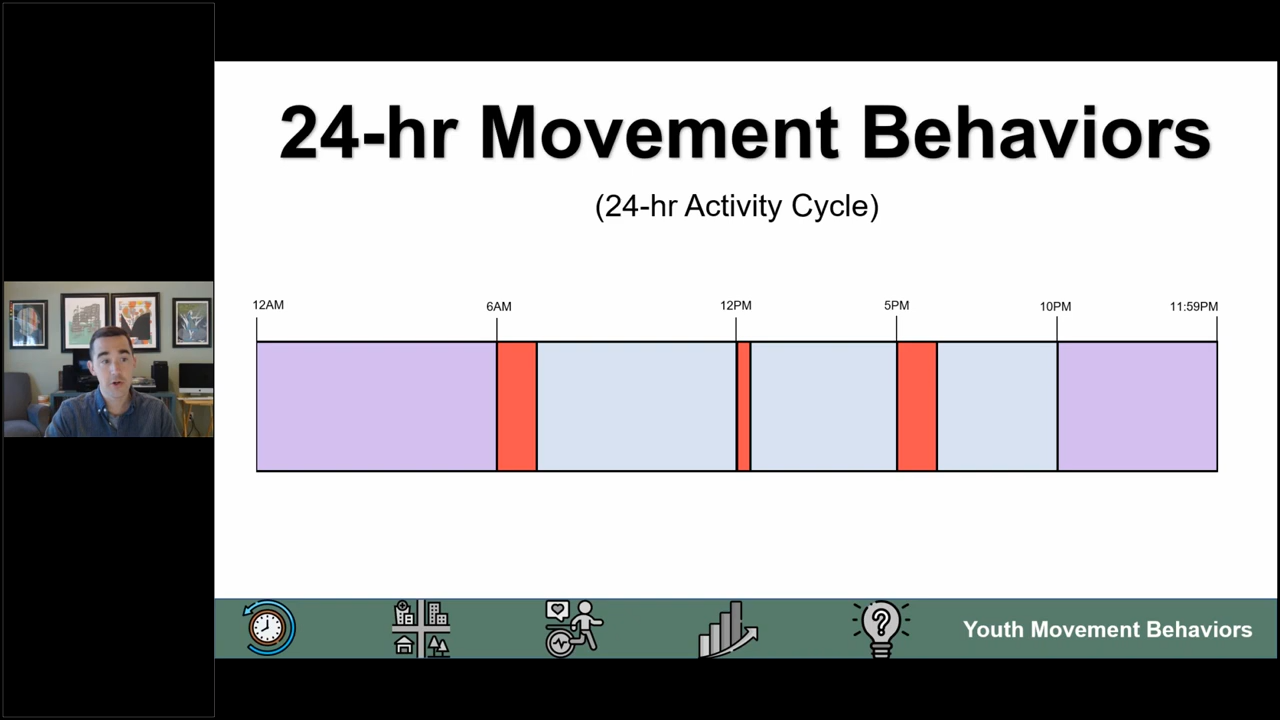 24-hr Movement Behaviors
(24-hr Activity Cycle)
12AM 6AM 12PM 5PM 10PM 11:59PM
?
Youth Movement Behaviors